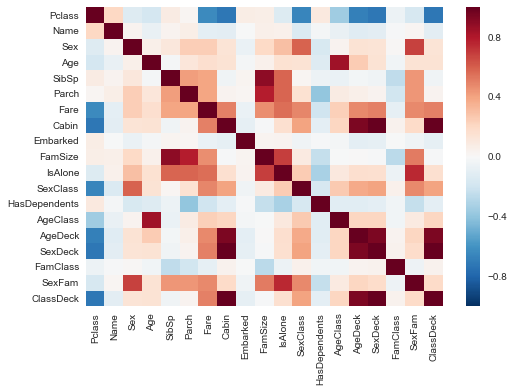 Pclass
Name
Sex
Age
SibSp
Parch
Fare
Cabin
Embarked
FamSize
IsAlone
SexClass
HasDependents
AgeClass
AgeDeck
SexDeck
FamClass
SexFam
ClassDeck
Pclass Name Sex Age SibSp Parch Fare Cabin Embarked FamSize IsAlone SexClass HasDependents AgeClass AgeDeck SexDeck FamClass SexFam ClassDeck
0.8
0.4
0.0
−0.4
−0.8